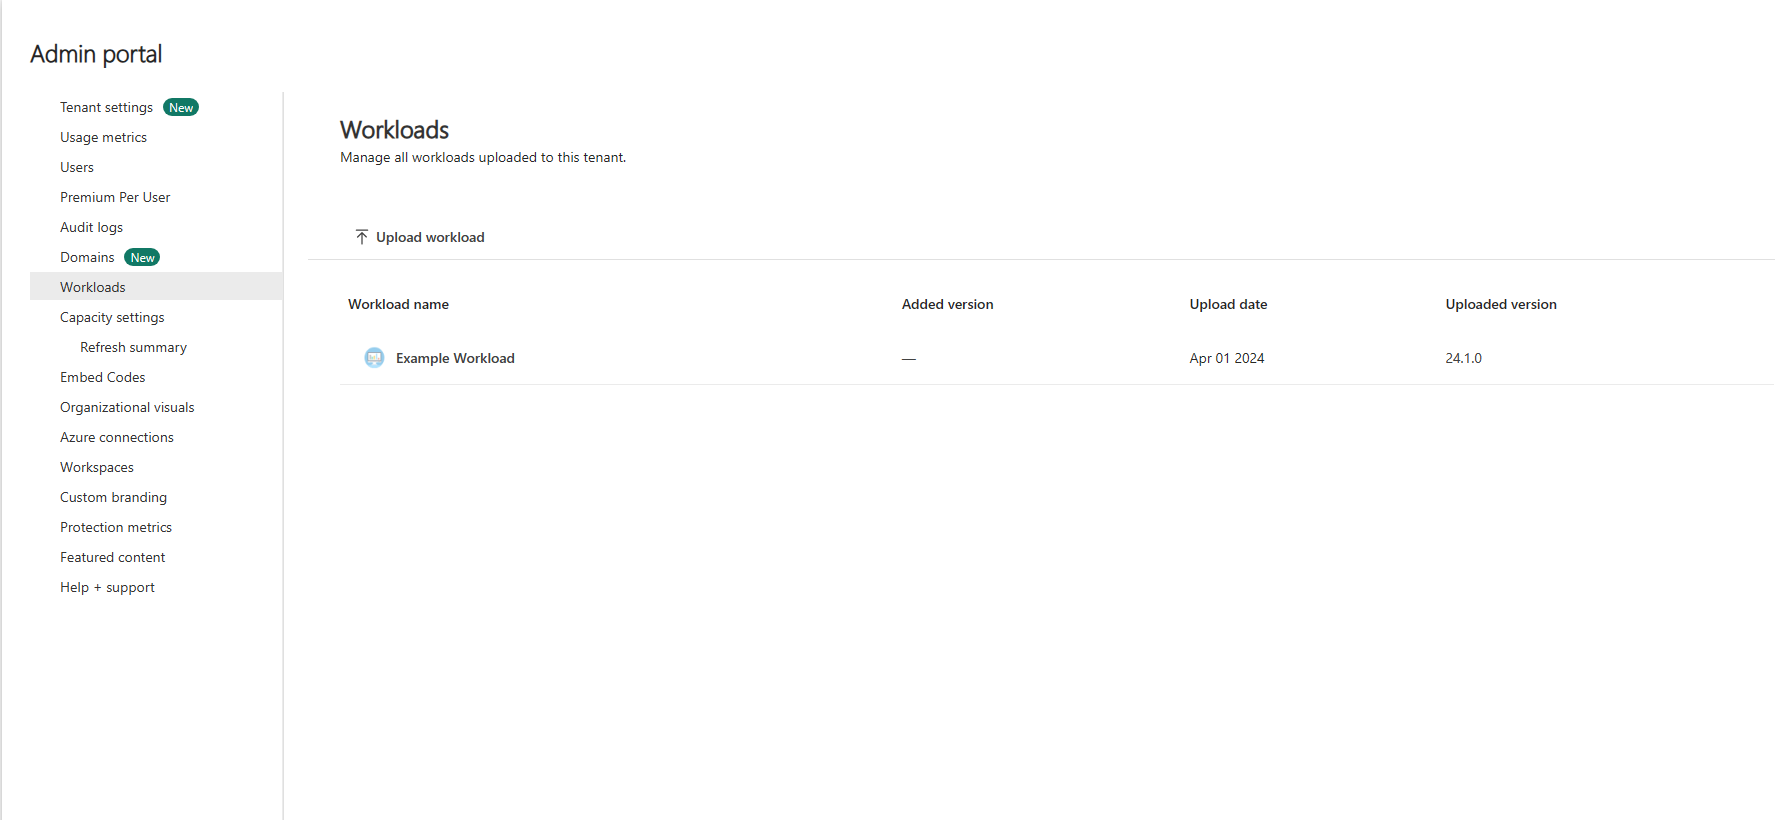 Admin portal
Tenant settings New
Usage metrics
Users
Premium Per User
Audit logs
Domains New
Workloads
Capacity settings
Refresh summary
Embed Codes
Organizational visuals
Azure connections
Workspaces
Custom branding
Protection metrics
Featured content
Help + support
Workloads
Manage all workloads uploaded to this tenant.
Upload workload
Workload name Added version Upload date Uploaded version
Example Workload — Apr 01 2024 24.1.0